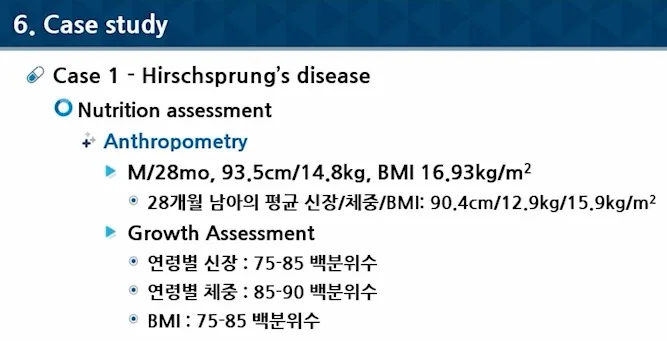 6. Case study
Case 1 - Hirschsprung's disease
Nutrition assessment
Anthropometry
M/28mo, 93.5cm/14.8kg, BMI 16.93kg/m²
28개월 남아의 평균 신장/체중/BMI: 90.4cm/12.9kg/15.9kg/m²
Growth Assessment
연령별 신장 : 75-85 백분위수
연령별 체중 : 85-90 백분위수
BMI : 75-85 백분위수